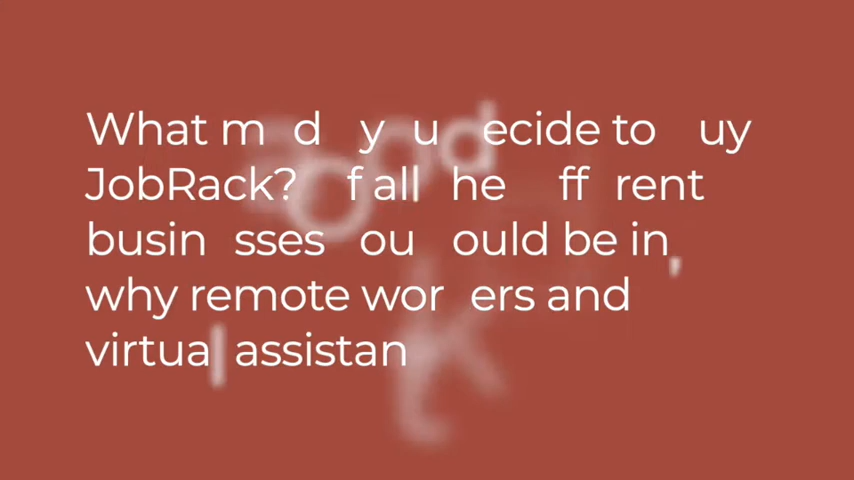 What m d y u ecide to uy
JobRack? f all he ff rent
busin sses ou ould be in,
why remote wor ers and
virtual assistan